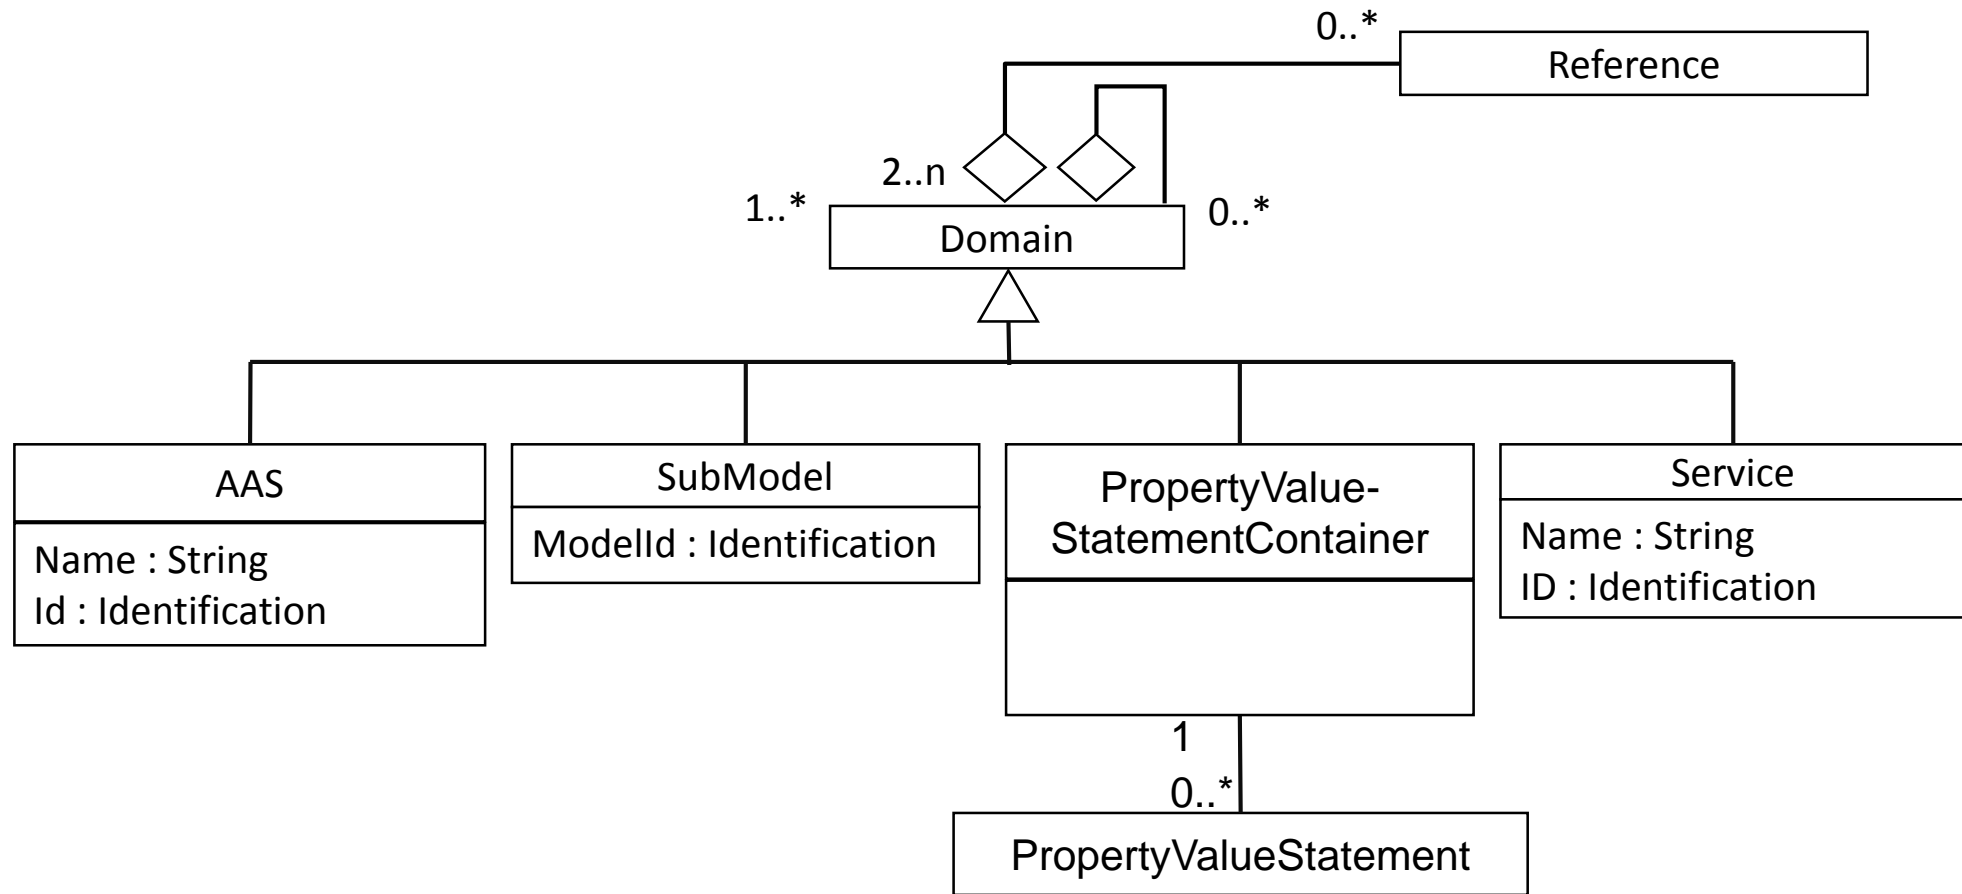 0..*
Reference
2..n
1..*
0..*
Domain
AAS
Name : String
Id : Identification
SubModel
ModelId : Identification
PropertyValue-
StatementContainer
Service
Name : String
ID : Identification
1
0..*
PropertyValueStatement